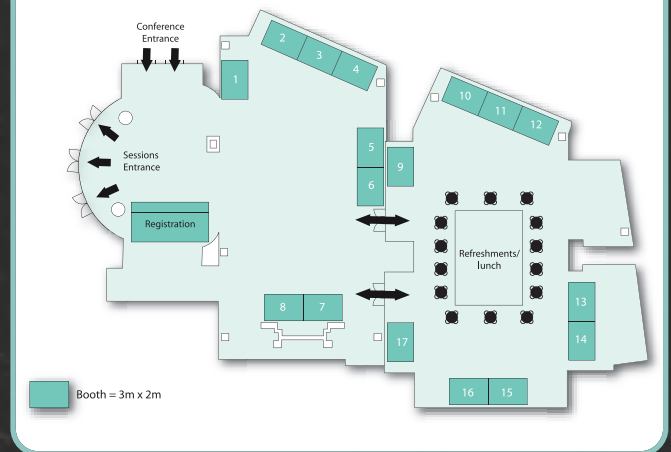 Conference
Entrance
2
3
4
1
10
11
12
5
9
6
Sessions
Entrance
Registration
Refreshments/
lunch
8
7
13
14
17
16
15
Booth = 3m x 2m